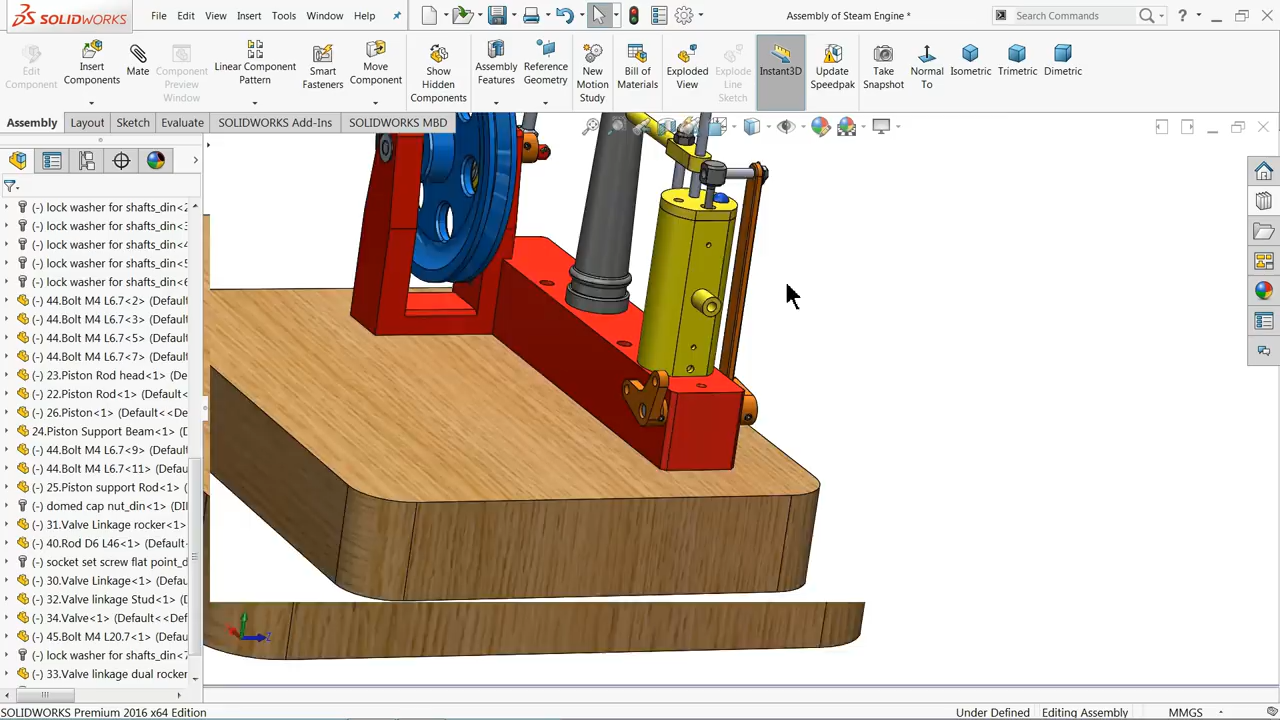 SOLIDWORKS
File Edit View Insert Tools Window Help
Assembly of Steam Engine *
Search Commands
?
Edit Component
Insert Components
Mate
Component Preview Window
Linear Component Pattern
Smart Fasteners
Move Component
Show Hidden Components
Assembly Features
Reference Geometry
New Motion Study
Bill of Materials
Exploded View
Explode Line Sketch
Instant3D
Update Speedpak
Take Snapshot
Normal To
Isometric
Trimetric
Dimetric
Assembly Layout Sketch Evaluate SOLIDWORKS Add-Ins SOLIDWORKS MBD
(-) lock washer for shafts_din<2
(-) lock washer for shafts_din<3
(-) lock washer for shafts_din<4
(-) lock washer for shafts_din<5
(-) lock washer for shafts_din<6
(-) 44.Bolt M4 L6.7<2> (Default
(-) 44.Bolt M4 L6.7<3> (Default
(-) 44.Bolt M4 L6.7<5> (Default
(-) 44.Bolt M4 L6.7<7> (Default
(-) 23.Piston Rod head<1> (Def
(-) 22.Piston Rod<1> (Default<
(-) 26.Piston<1> (Default<<De
24.Piston Support Beam<1> (D
(-) 44.Bolt M4 L6.7<9> (Default
(-) 44.Bolt M4 L6.7<11> (Defau
(-) 25.Piston support Rod<1> (
(-) domed cap nut_din<1> (DI
(-) 31.Valve Linkage rocker<1>
(-) 40.Rod D6 L46<1> (Default<
(-) socket set screw flat point_d
(-) 30.Valve Linkage<1> (Defau
(-) 32.Valve linkage Stud<1> (D
(-) 34.Valve<1> (Default<<Def
(-) 45.Bolt M4 L20.7<1> (Defau
(-) lock washer for shafts_din<7
(-) 33.Valve linkage dual rocker
Z
SOLIDWORKS Premium 2016 x64 Edition
Under Defined Editing Assembly MMGS